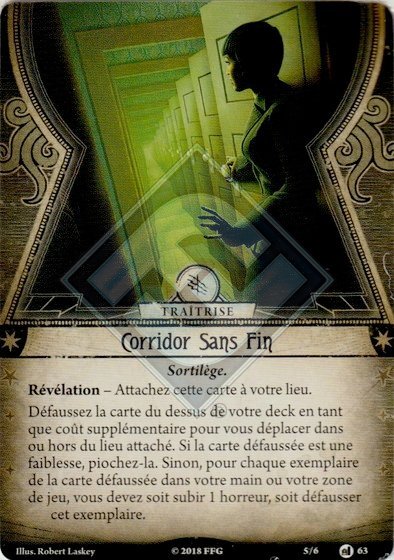 TRAÎTRISE
Corridor Sans Fin
Sortilège.
Révélation – Attachez cette carte à votre lieu.
Défaussez la carte du dessus de votre deck en tant
que coût supplémentaire pour vous déplacer dans
ou hors du lieu attaché. Si la carte défaussée est une
faiblesse, piochez-la. Sinon, pour chaque exemplaire
de la carte défaussée dans votre main ou votre zone
de jeu, vous devez soit subir 1 horreur, soit défausser
cet exemplaire.
Illus. Robert Laskey © 2018 FFG 5/6 63